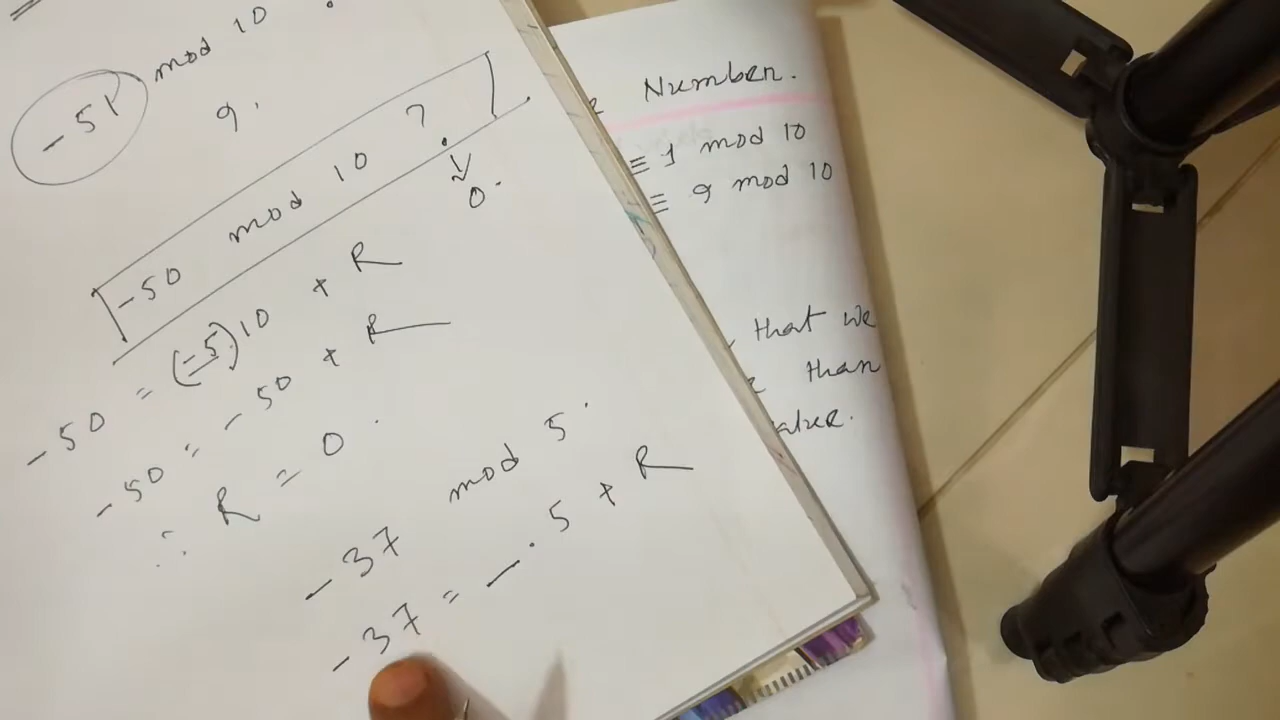 -51 mod 10
9.
-50 mod 10 ?
0.
-50 = (-5).10 + R
-50 = -50 + R
∴ R = 0.
-37 mod 5.
-37 = _ . 5 + R
Number.
≡ 1 mod 10
≡ 9 mod 10
that we
than